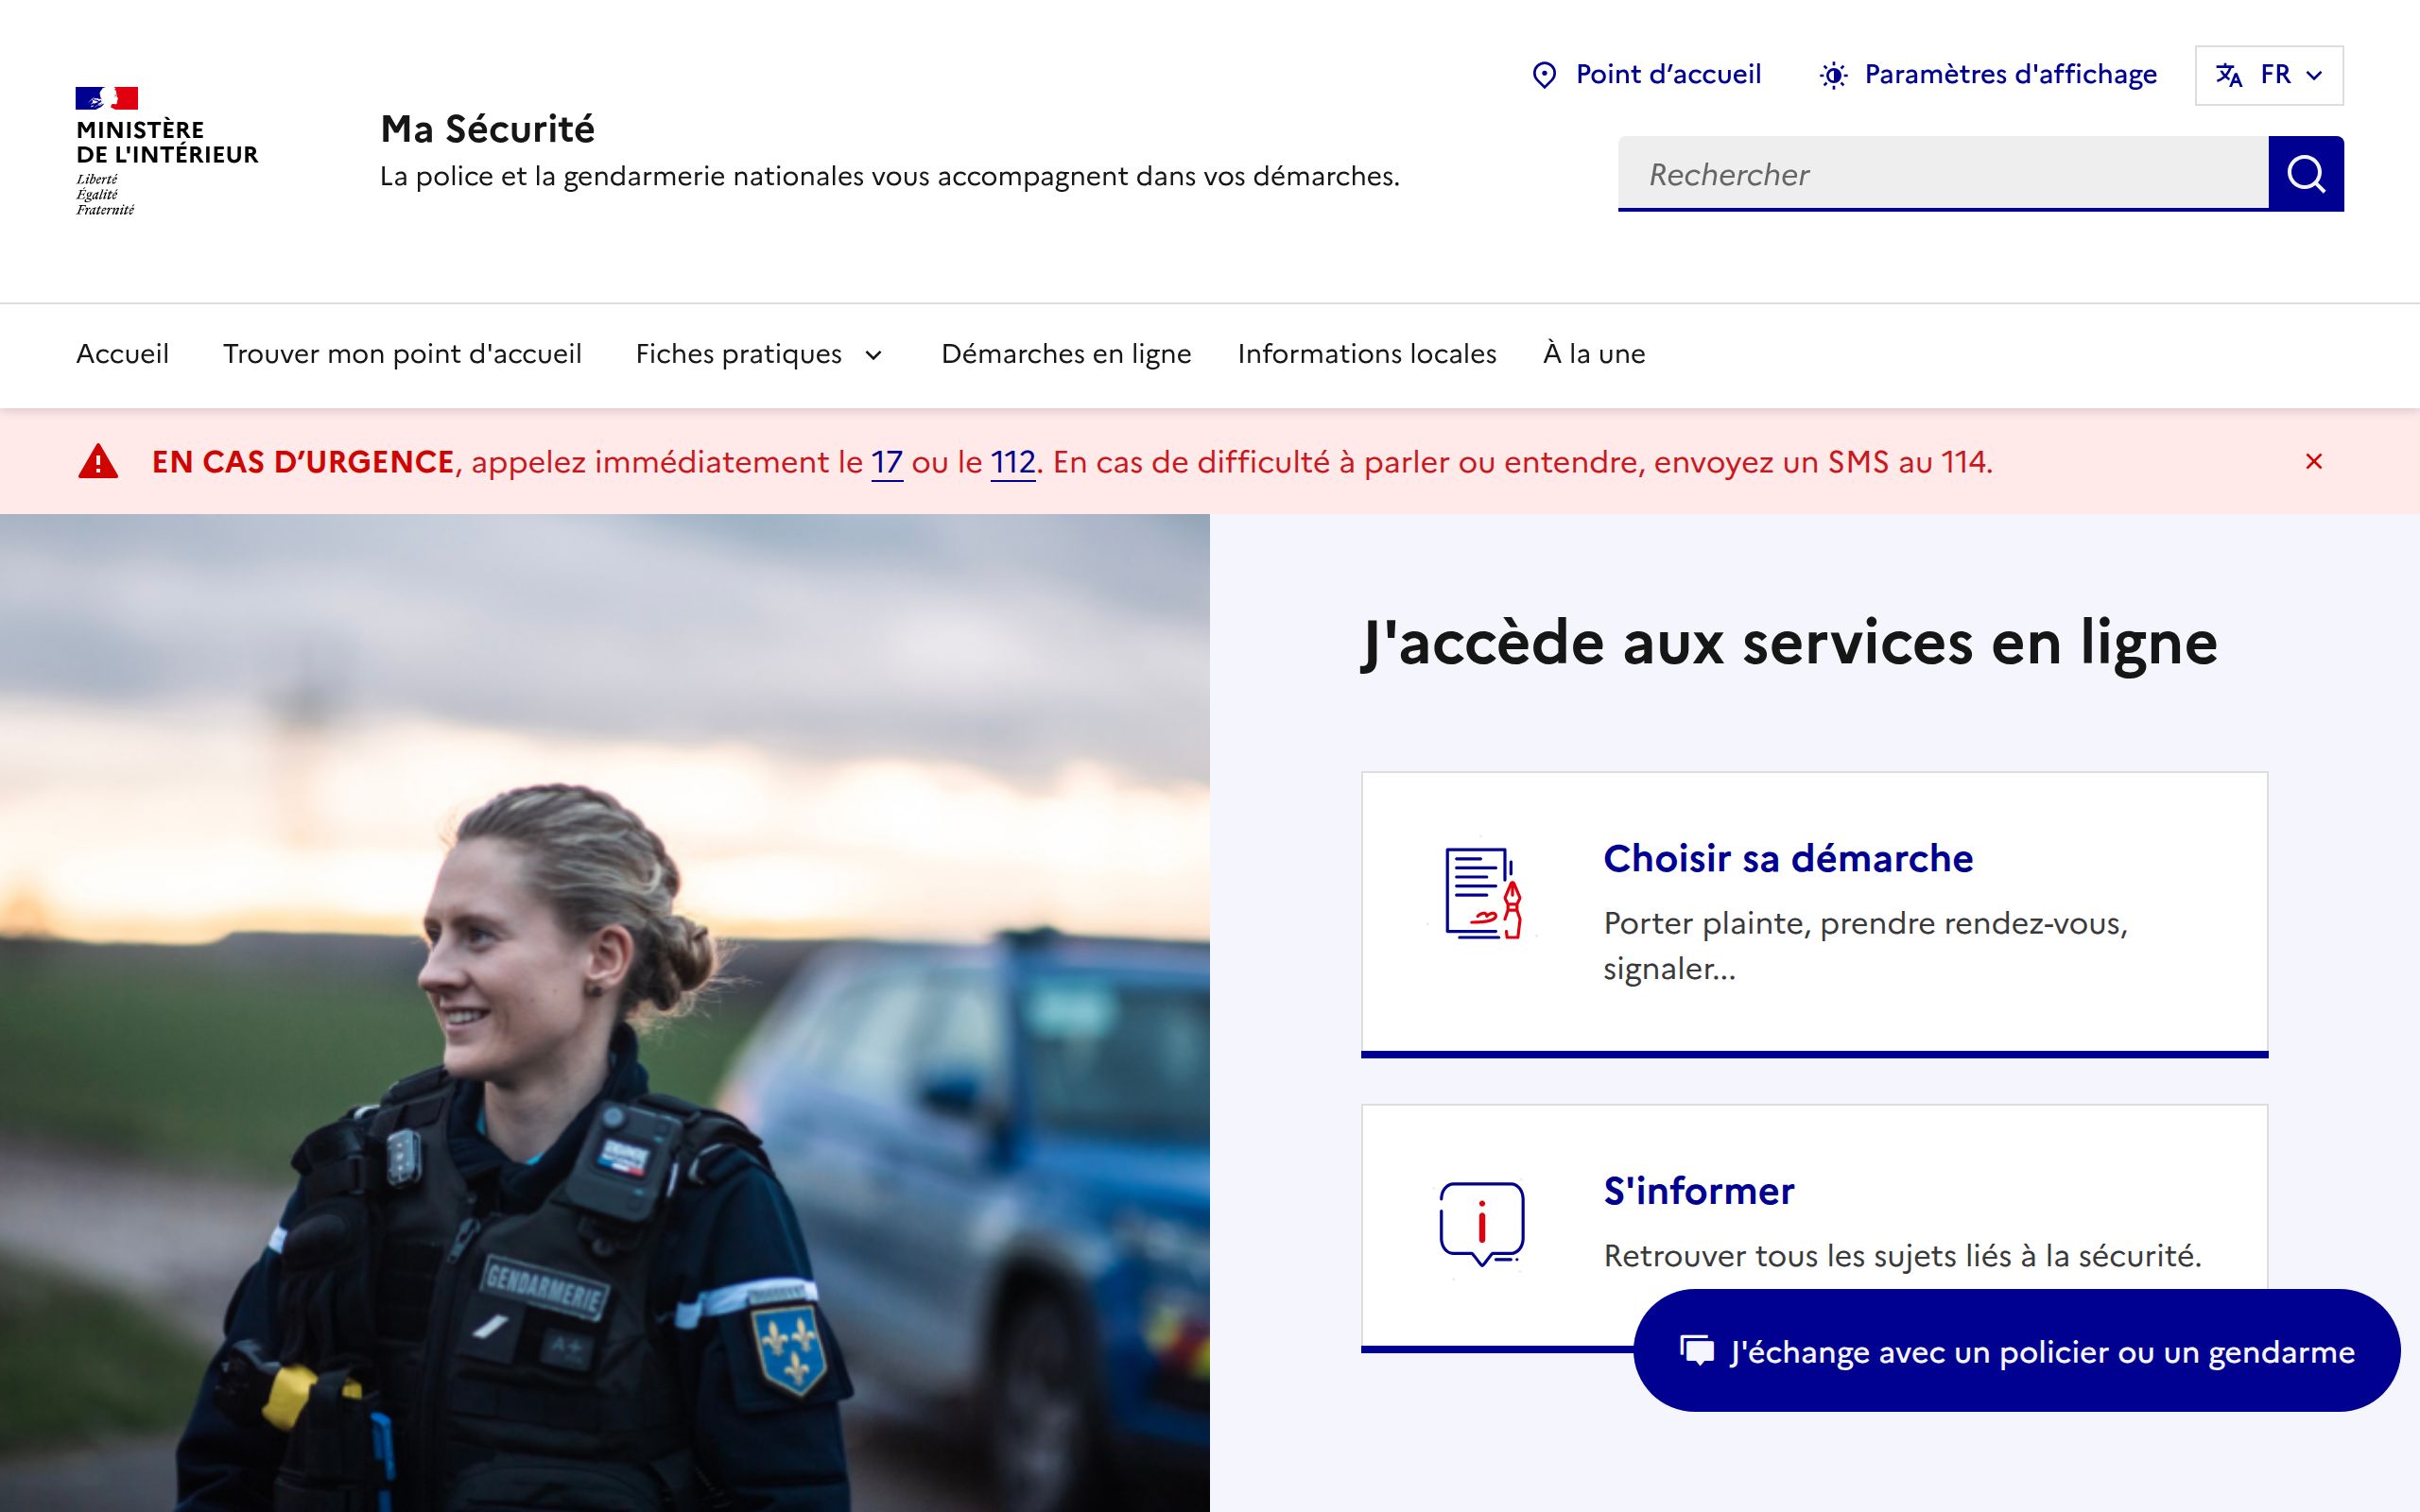 Point d’accueil
Paramètres d'affichage
FR
MINISTÈRE
DE L'INTÉRIEUR
Liberté
Égalité
Fraternité
Ma Sécurité
La police et la gendarmerie nationales vous accompagnent dans vos démarches.
Rechercher
Accueil
Trouver mon point d'accueil
Fiches pratiques
Démarches en ligne
Informations locales
À la une
EN CAS D’URGENCE, appelez immédiatement le 17 ou le 112. En cas de difficulté à parler ou entendre, envoyez un SMS au 114.
J'accède aux services en ligne
Choisir sa démarche
Porter plainte, prendre rendez-vous,
signaler...
S'informer
Retrouver tous les sujets liés à la sécurité.
J'échange avec un policier ou un gendarme
GENDARMERIE
A+